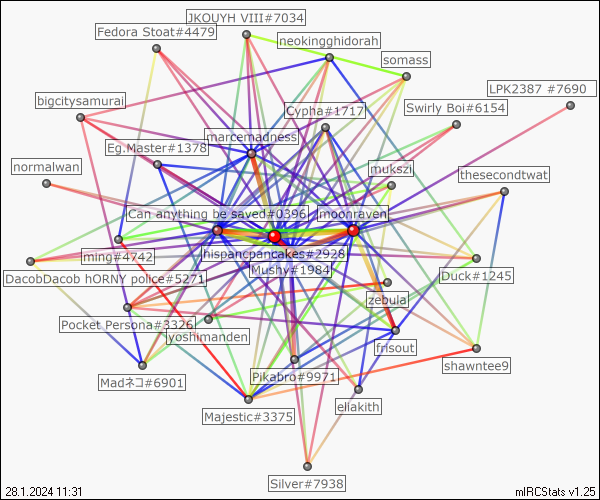 JKOUYH VIII#7034
Fedora Stoat#4479
neokingghidorah
somass
LPK2387 #7690
bigcitysamurai
Swirly Boi#6154
Cypha#1717
marcemadness
Eg.Master#1378
normalwan
mukszi
thesecondtwat
Can anything be saved#0396
moonraven
hispancpancakes#2928
ming#4742
Mushy#1984
DacobDacob hORNY police#5271
Duck#1245
zebula
Pocket Persona#3326
yoshimanden
frisout
shawntee9
Pikabro#9971
Madネコ#6901
eliakith
Majestic#3375
Silver#7938
28.1.2024 11:31
mIRCStats v1.25